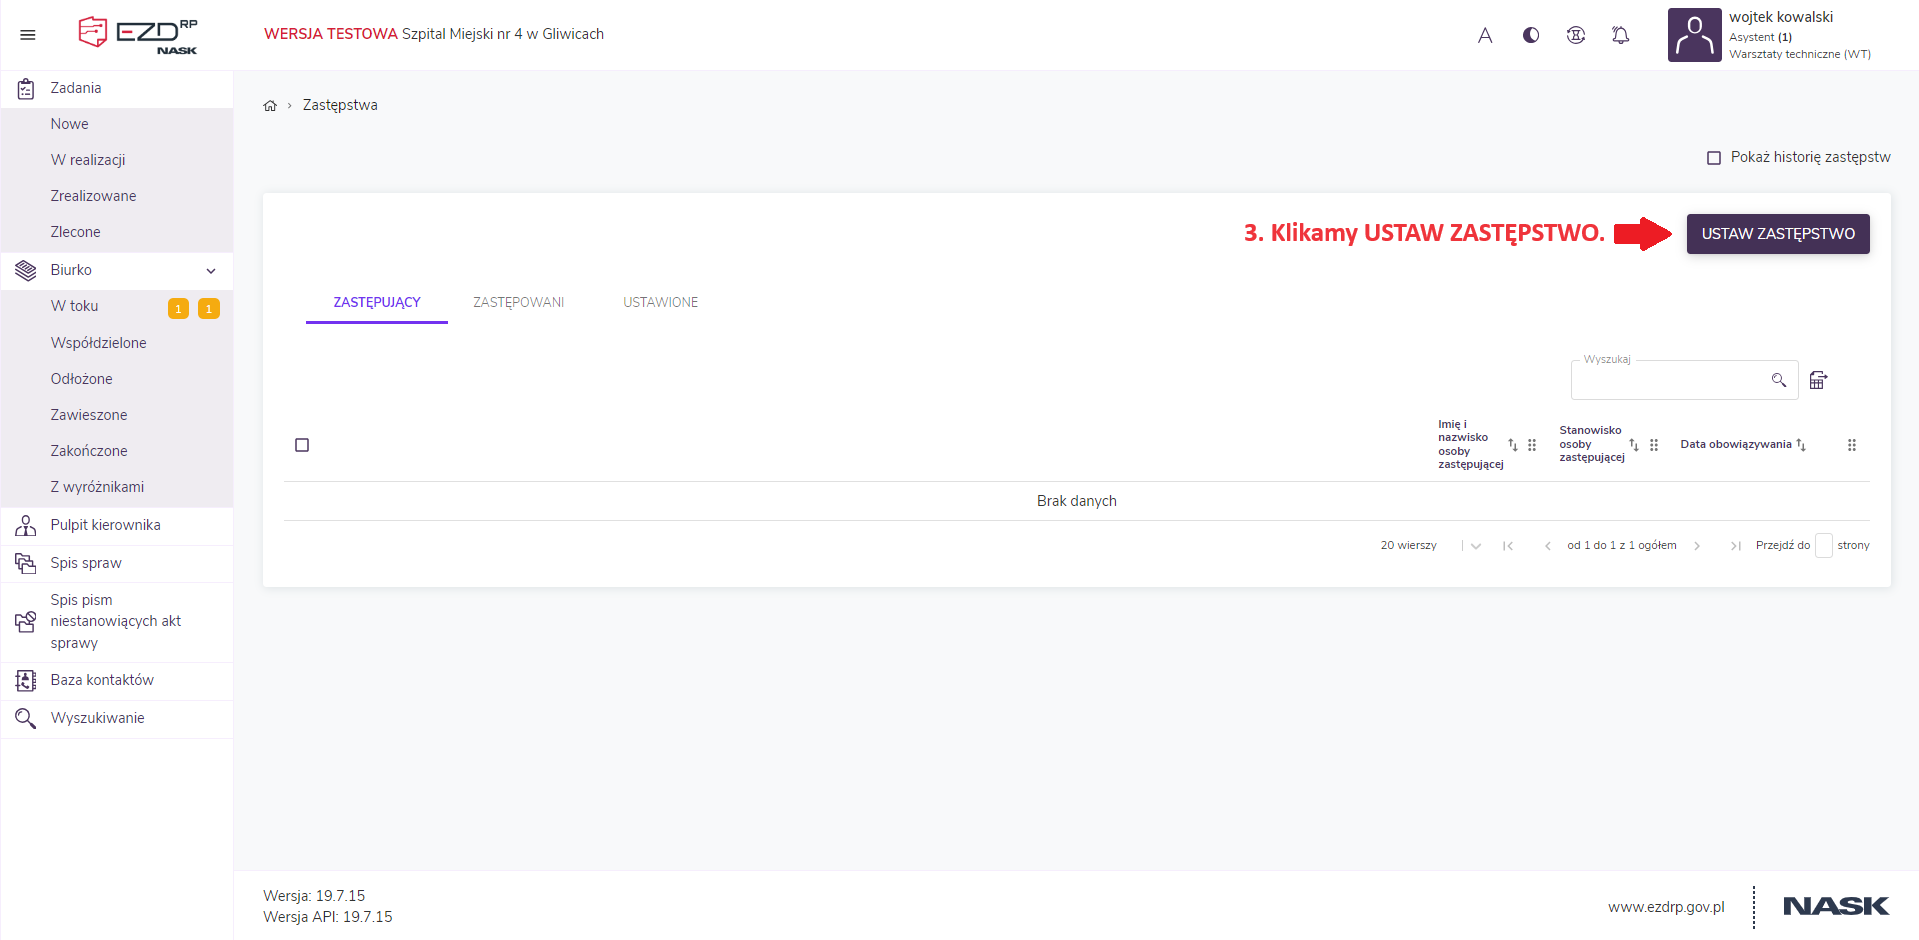 EZD RP
NASK
WERSJA TESTOWA Szpital Miejski nr 4 w Gliwicach
wojtek kowalski
Asystent (1)
Warsztaty techniczne (WT)
Zadania
Nowe
W realizacji
Zrealizowane
Zlecone
Biurko
W toku 1 1
Współdzielone
Odłożone
Zawieszone
Zakończone
Z wyróżnikami
Pulpit kierownika
Spis spraw
Spis pism
niestanowiących akt
sprawy
Baza kontaktów
Wyszukiwanie
Zastępstwa
Pokaż historię zastępstw
3. Klikamy USTAW ZASTĘPSTWO.
USTAW ZASTĘPSTWO
ZASTĘPUJĄCY ZASTĘPOWANI USTAWIONE
Wyszukaj
Imię i
nazwisko
osoby
zastępującej
Stanowisko
osoby
zastępującej
Data obowiązywania
Brak danych
20 wierszy od 1 do 1 z 1 ogółem Przejdź do strony
Wersja: 19.7.15
Wersja API: 19.7.15
www.ezdrp.gov.pl
NASK